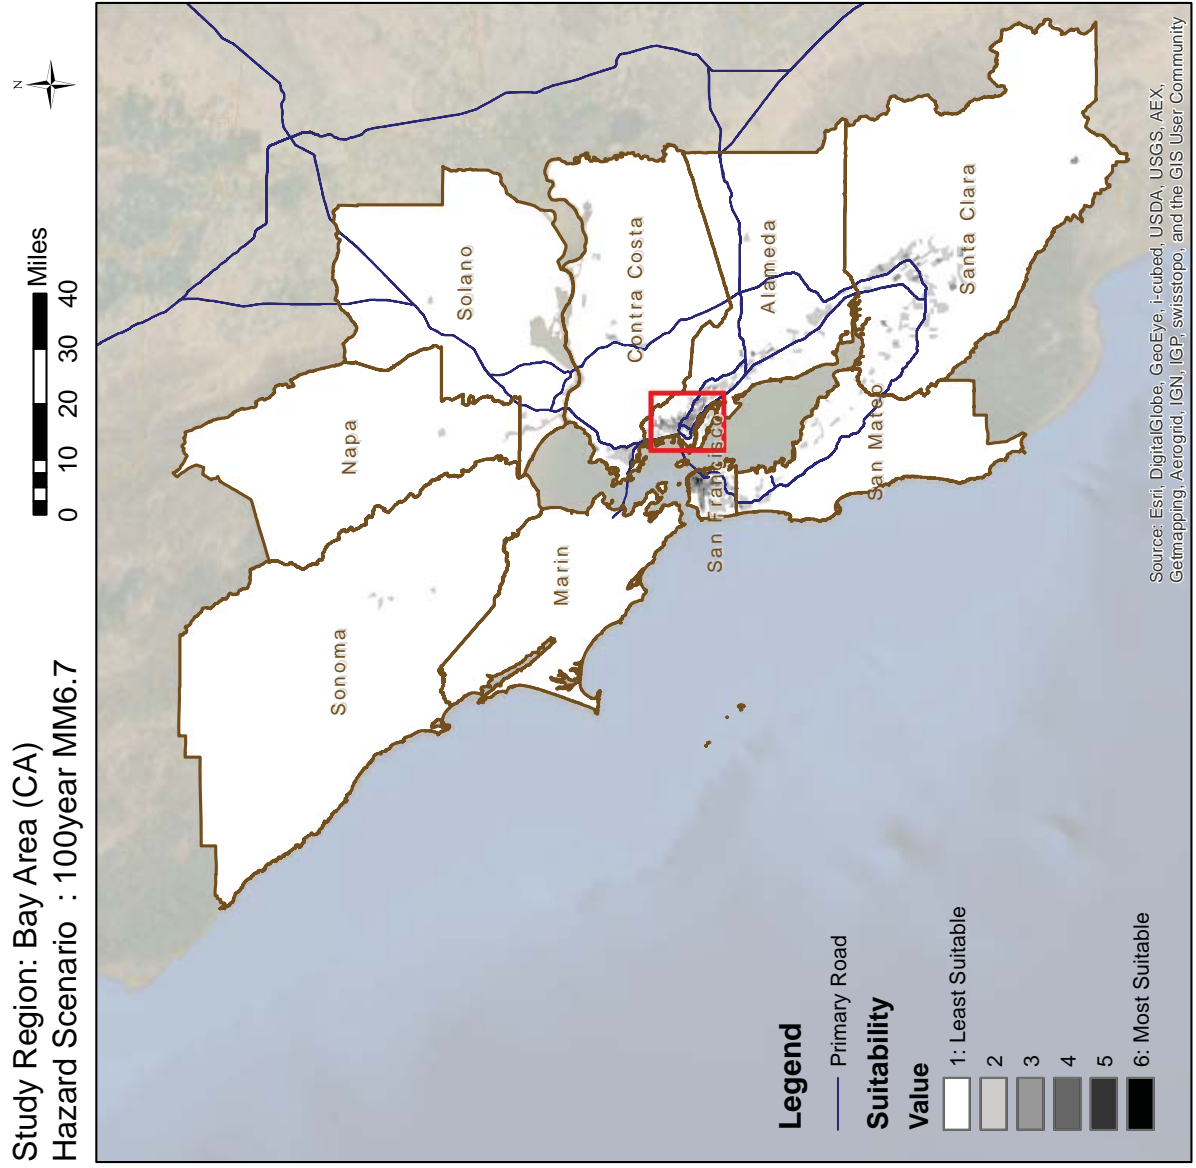 Study Region: Bay Area (CA)
Hazard Scenario : 100year MM6.7
0 10 20 30 40
Miles
N
Sonoma
Napa
Solano
Marin
Contra Costa
San Francisco
Alameda
San Mateo
Santa Clara
Legend
Primary Road
Suitability
Value
1: Least Suitable
2
3
4
5
6: Most Suitable
Source: Esri, DigitalGlobe, GeoEye, i-cubed, USDA, USGS, AEX,
Getmapping, Aerogrid, IGN, IGP, swisstopo, and the GIS User Community